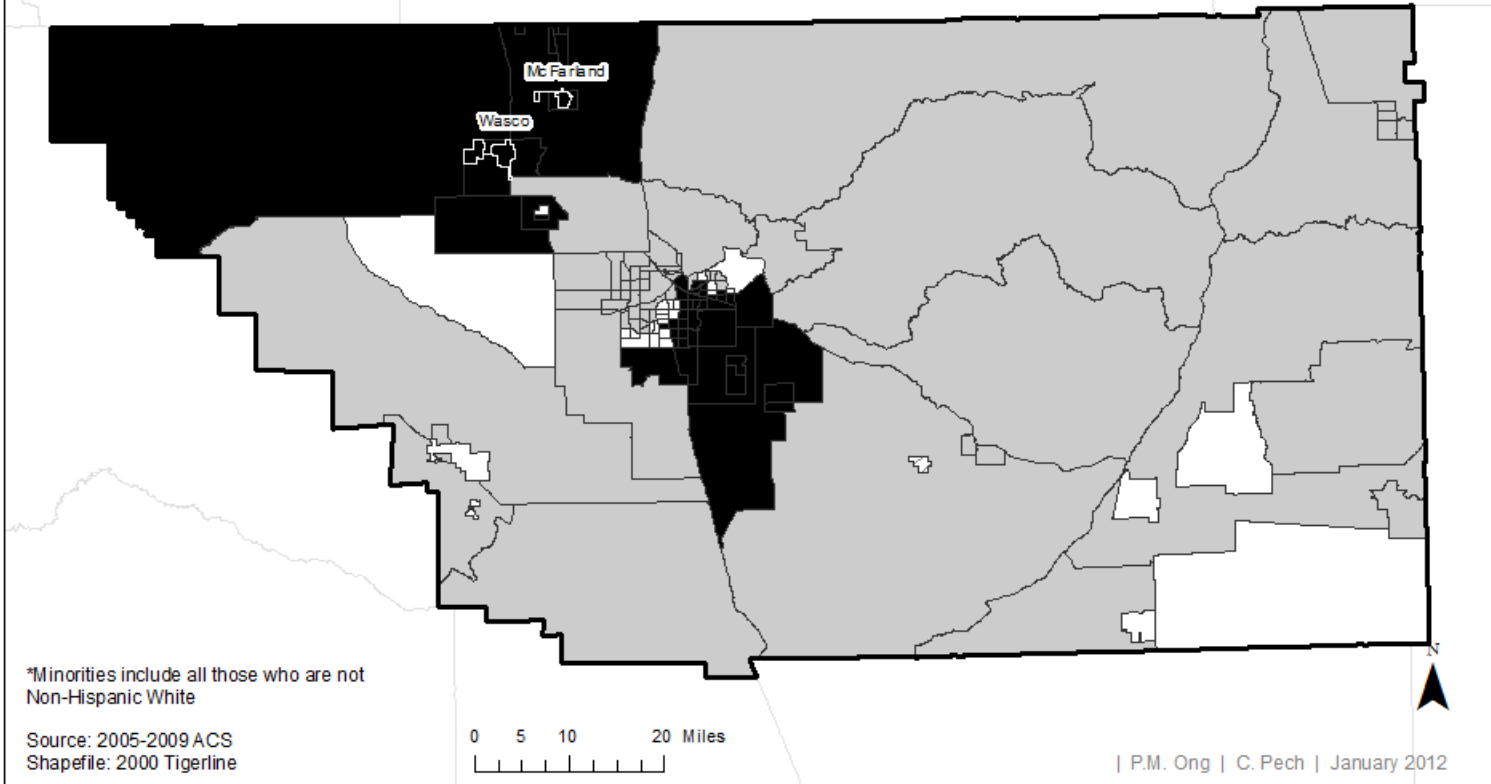 McFarland
Wasco
N
*Minorities include all those who are not
Non-Hispanic White
Source: 2005-2009 ACS
Shapefile: 2000 Tigerline
0 5 10 20 Miles
| P.M. Ong | C. Pech | January 2012